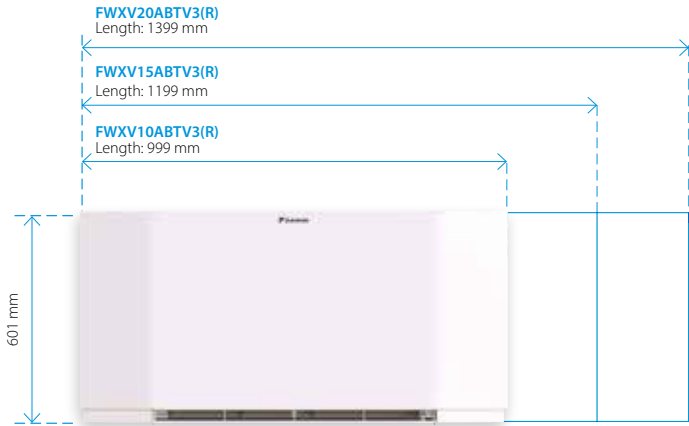 FWXV20ABTV3(R)
Length: 1399 mm
FWXV15ABTV3(R)
Length: 1199 mm
FWXV10ABTV3(R)
Length: 999 mm
601 mm